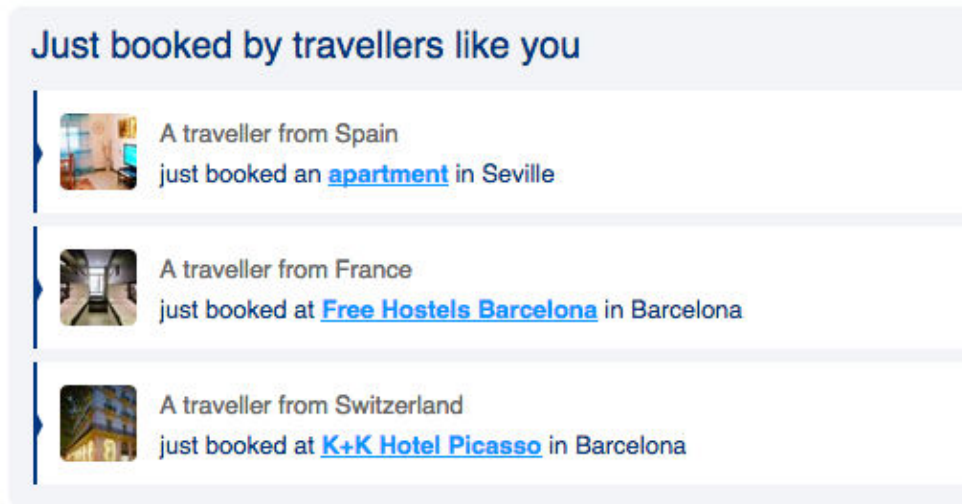 Just booked by travellers like you
A traveller from Spain
just booked an apartment in Seville
A traveller from France
just booked at Free Hostels Barcelona in Barcelona
A traveller from Switzerland
just booked at K+K Hotel Picasso in Barcelona